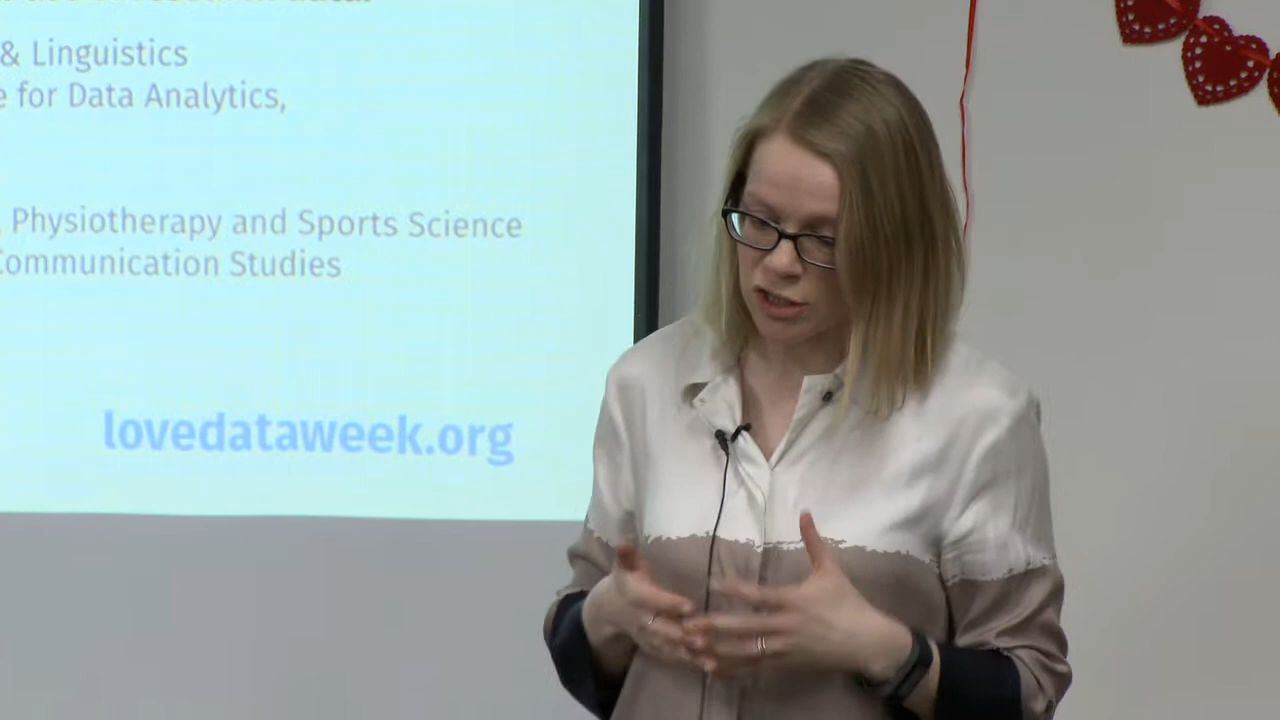 & Linguistics
e for Data Analytics,
Physiotherapy and Sports Science
Communication Studies
lovedataweek.org